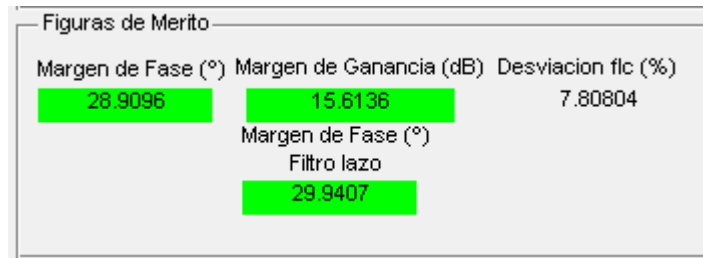 Figuras de Merito
Margen de Fase (º) Margen de Ganancia (dB) Desviacion flc (%)
28.9096 15.6136 7.80804
Margen de Fase (º)
Filtro lazo
29.9407